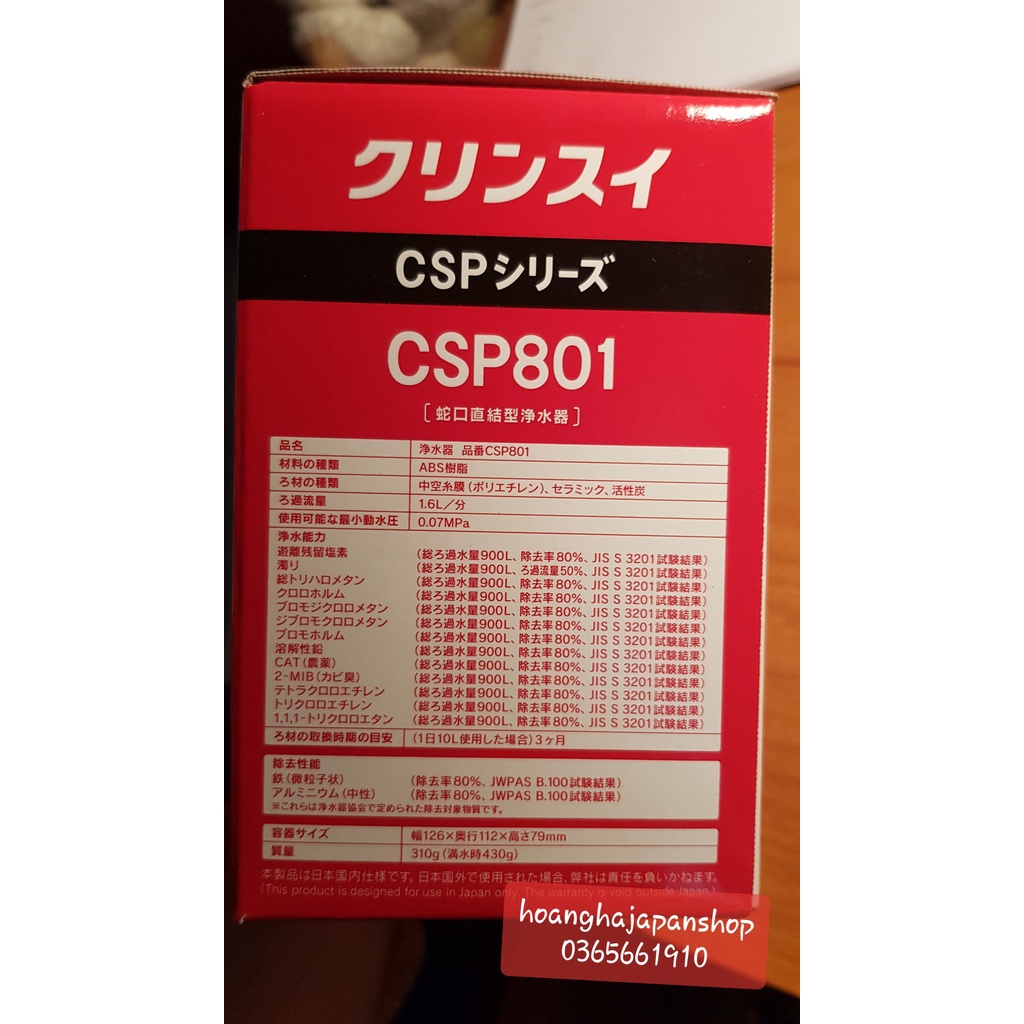 クリンスイ
CSPシリーズ
CSP801
［蛇口直結型浄水器］
品名 浄水器 品番CSP801
材料の種類 ABS樹脂
ろ材の種類 中空糸膜（ポリエチレン）、セラミック、活性炭
ろ過流量 1.6L／分
使用可能な最小動水圧 0.07MPa
浄水能力
遊離残留塩素 （総ろ過水量900L、除去率80%、JIS S 3201試験結果）
濁り （総ろ過水量900L、ろ過流量50%、JIS S 3201試験結果）
総トリハロメタン （総ろ過水量900L、除去率80%、JIS S 3201試験結果）
クロロホルム （総ろ過水量900L、除去率80%、JIS S 3201試験結果）
ブロモジクロロメタン （総ろ過水量900L、除去率80%、JIS S 3201試験結果）
ジブロモクロロメタン （総ろ過水量900L、除去率80%、JIS S 3201試験結果）
ブロモホルム （総ろ過水量900L、除去率80%、JIS S 3201試験結果）
溶解性鉛 （総ろ過水量900L、除去率80%、JIS S 3201試験結果）
CAT（農薬） （総ろ過水量900L、除去率80%、JIS S 3201試験結果）
2-MIB（カビ臭） （総ろ過水量900L、除去率80%、JIS S 3201試験結果）
テトラクロロエチレン （総ろ過水量900L、除去率80%、JIS S 3201試験結果）
トリクロロエチレン （総ろ過水量900L、除去率80%、JIS S 3201試験結果）
1,1,1-トリクロロエタン （総ろ過水量900L、除去率80%、JIS S 3201試験結果）
ろ材の取換時期の目安 （1日10L使用した場合）3ヶ月
除去性能
鉄（微粒子状） （除去率80%、JWPAS B.100試験結果）
アルミニウム（中性） （除去率80%、JWPAS B.100試験結果）
※これらは浄水器協会で定められた除去対象物質です。
容器サイズ 幅126×奥行112×高さ79mm
質量 310g（満水時430g）
本製品は日本国内仕様です。日本国外で使用された場合、弊社は責任を負いかねます。
(This product is designed for use in Japan only. The warranty is void outside Japan.)
hoanghajapanshop
0365661910